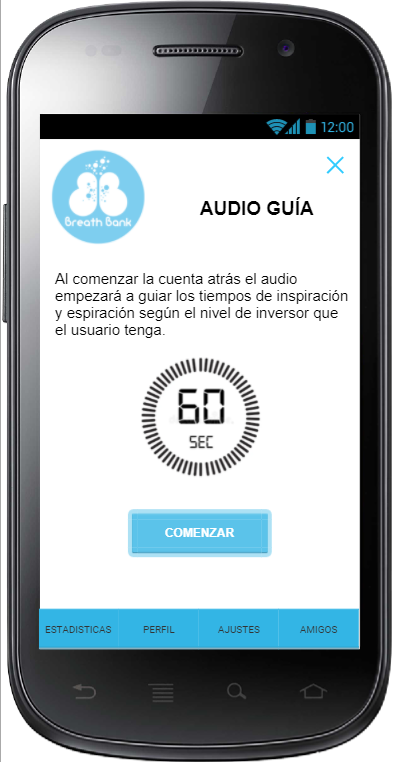 12:00
Breath Bank
AUDIO GUÍA
Al comenzar la cuenta atrás el audio
empezará a guiar los tiempos de inspiración
y espiración según el nivel de inversor que
el usuario tenga.
60
SEC
COMENZAR
ESTADISTICAS PERFIL AJUSTES AMIGOS